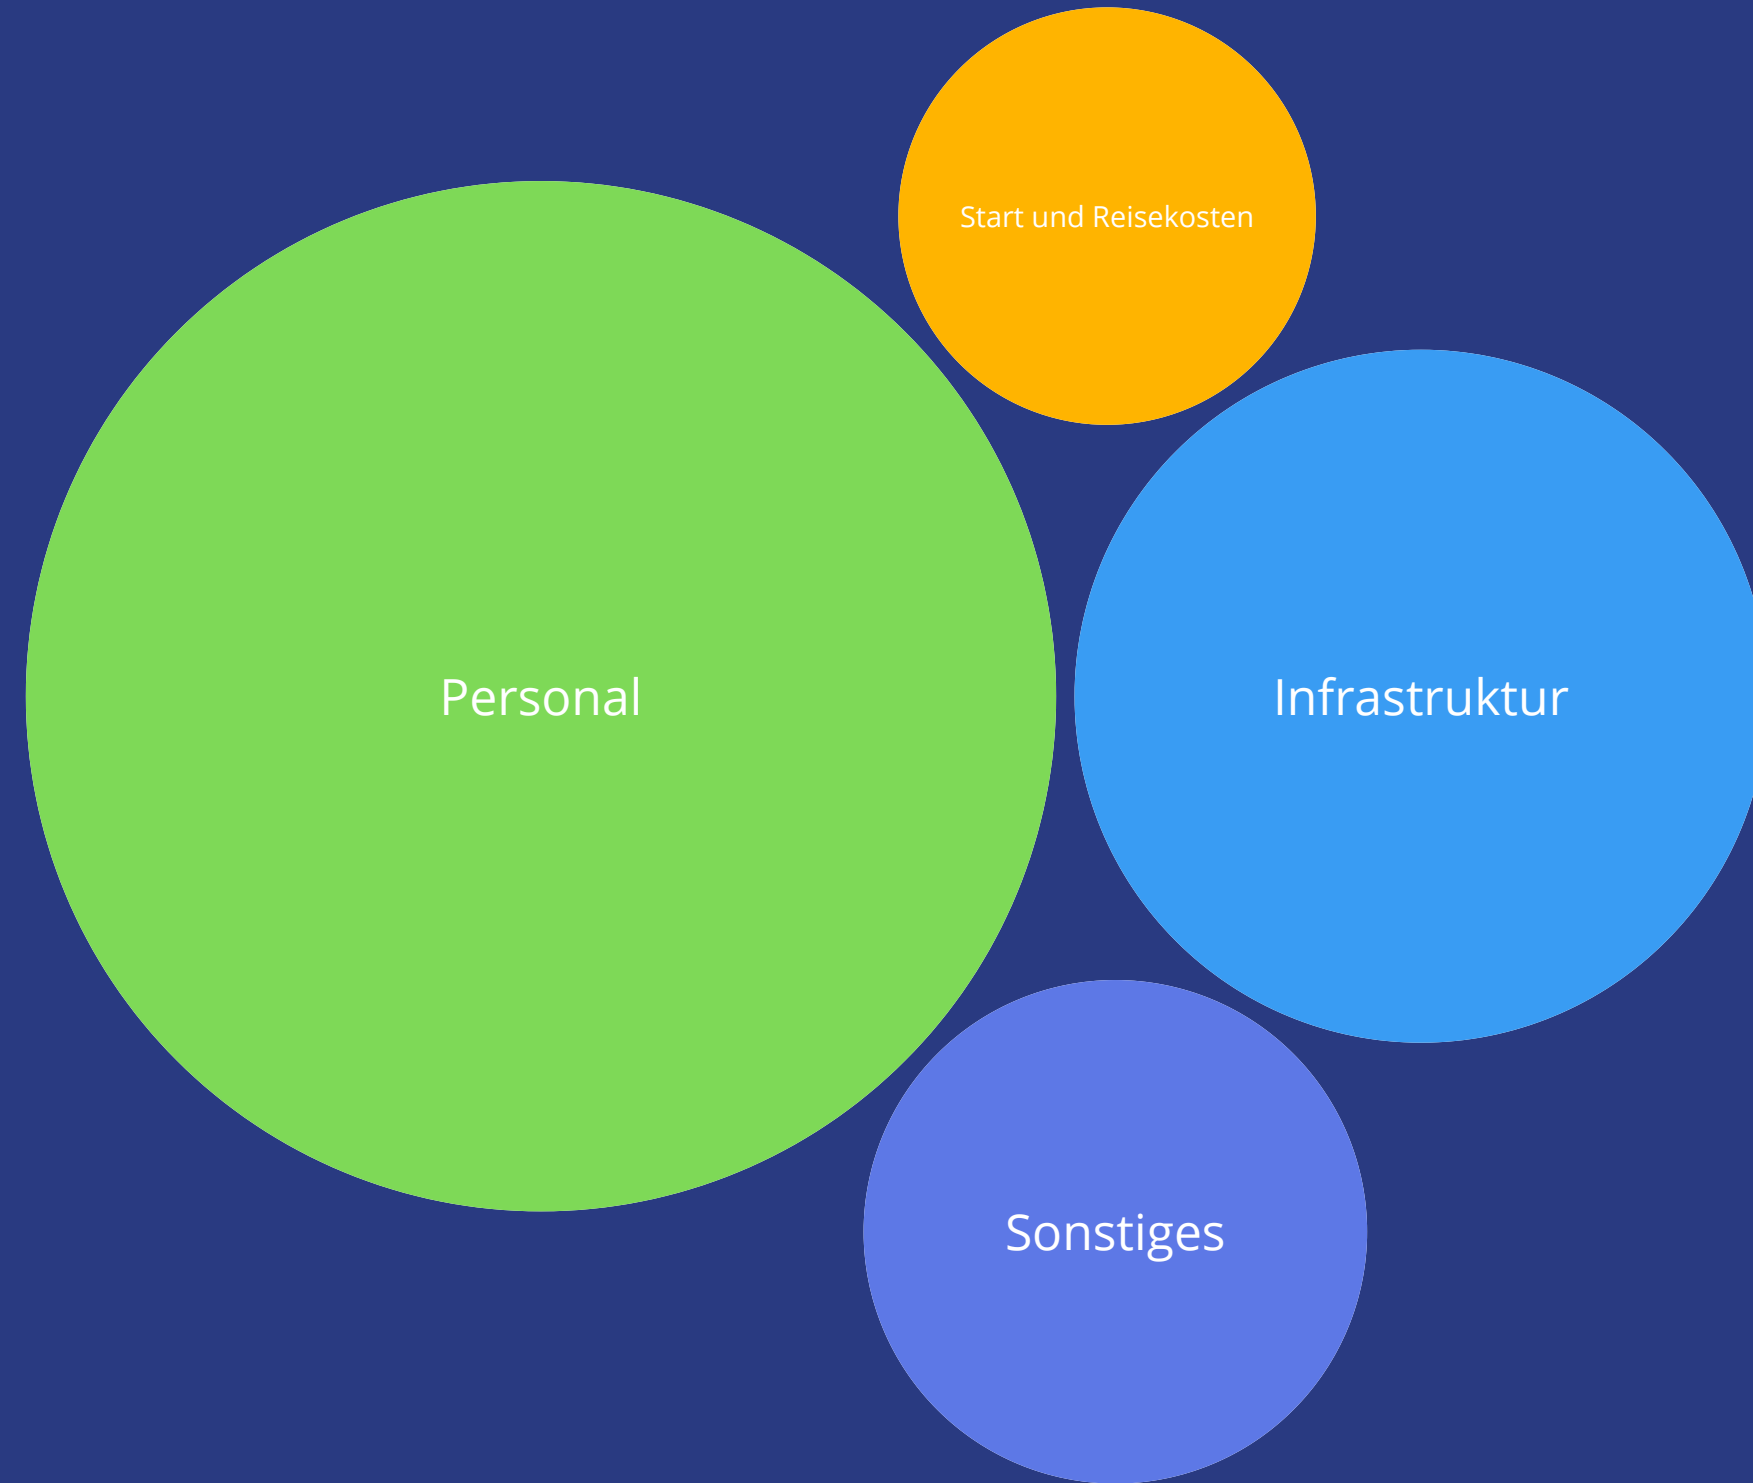 Start und Reisekosten
Personal
Infrastruktur
Sonstiges